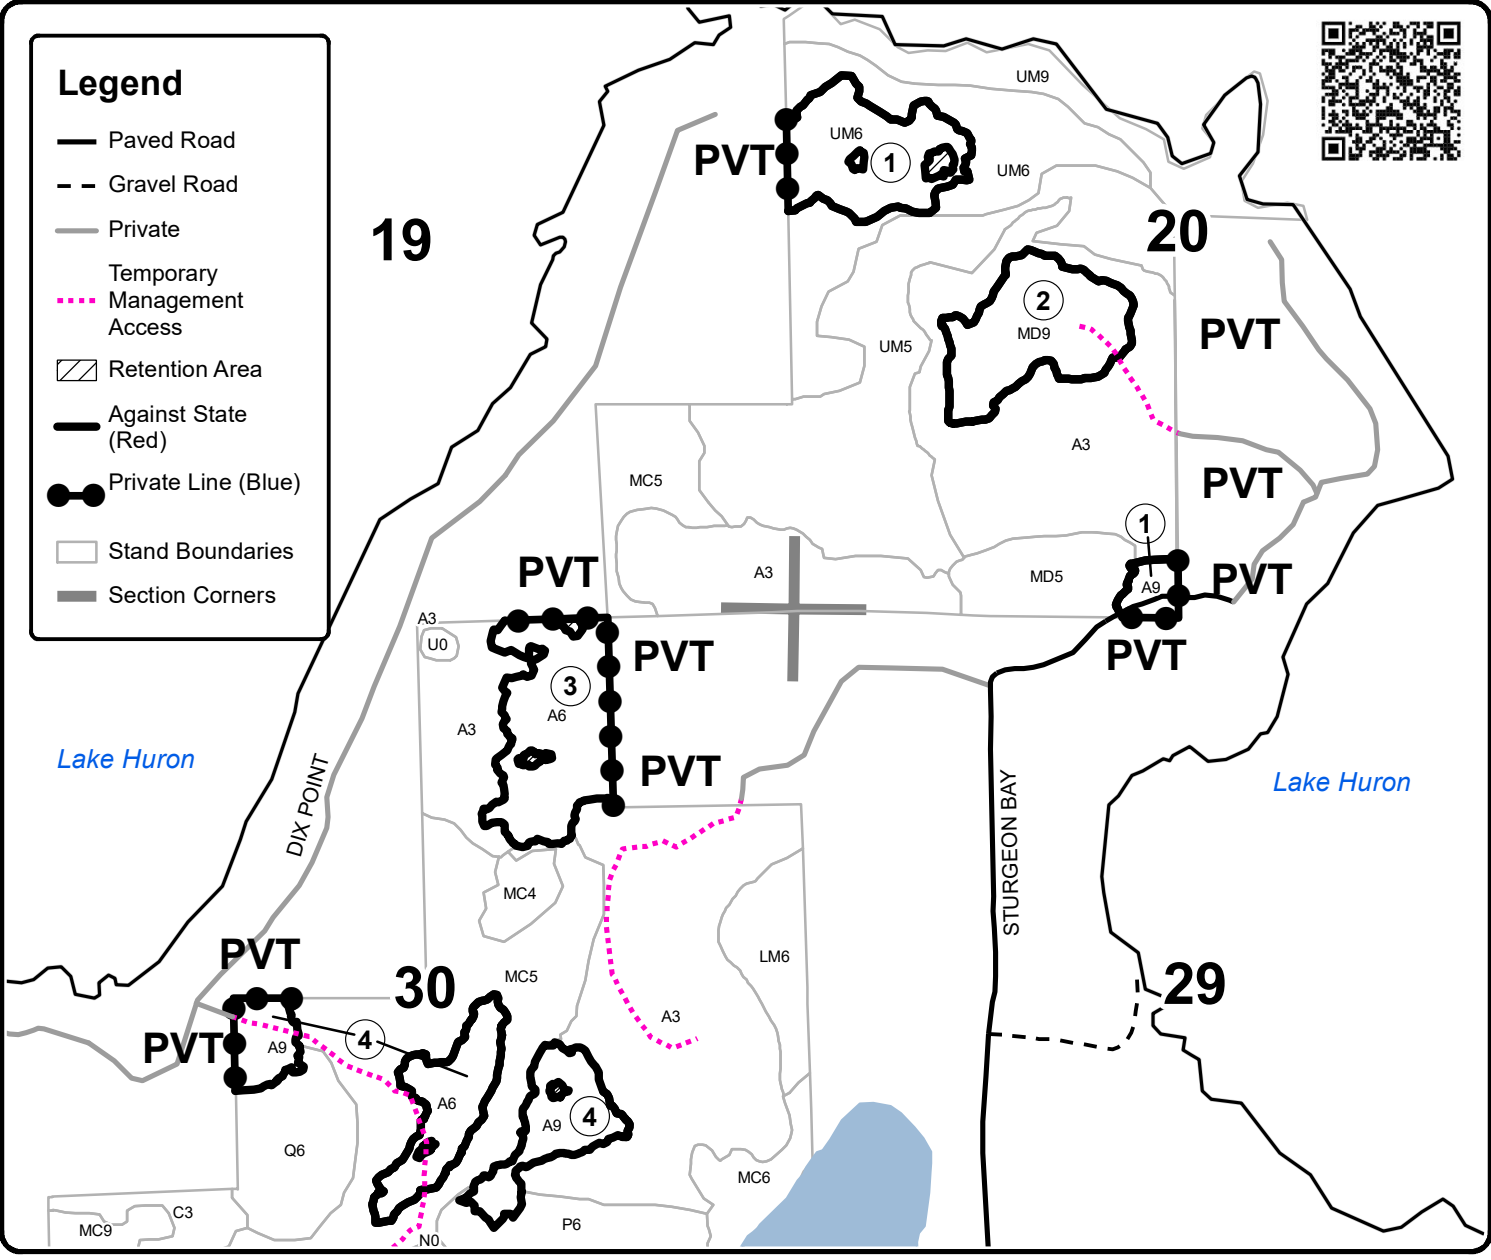 Legend
Paved Road
Gravel Road
Private
Temporary
Management
Access
Retention Area
Against State
(Red)
Private Line (Blue)
Stand Boundaries
Section Corners
UM9
UM6
1
PVT
UM6
19
20
2
MD9
PVT
UM5
A3
MC5
PVT
1
PVT
A3
MD5
A9
PVT
A3
U0
PVT
PVT
3
A6
A3
Lake Huron
PVT
Lake Huron
DIX POINT
STURGEON BAY
MC4
PVT
LM6
MC5
30
29
A3
4
PVT
A9
A6
A9
4
Q6
MC6
C3
MC9
P6
N0